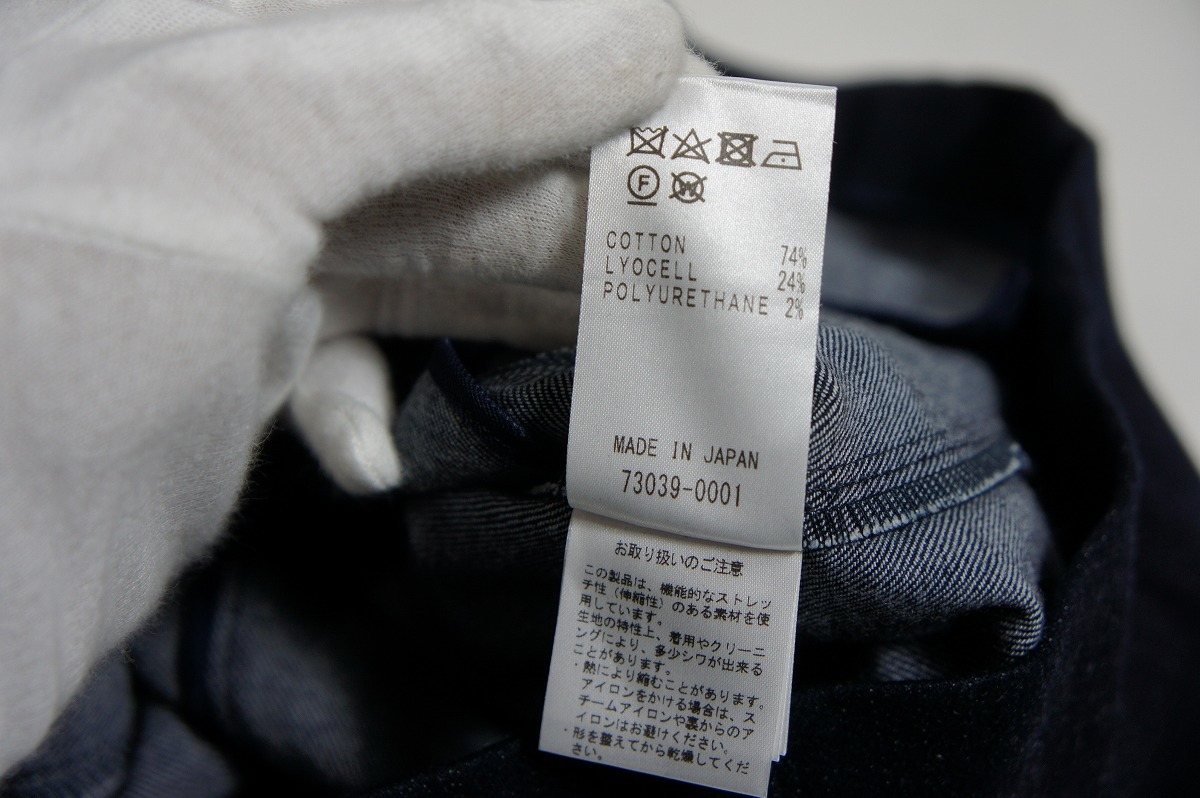 F W
COTTON 74%
LYOCELL 24%
POLYURETHANE 2%
MADE IN JAPAN
73039-0001
お取り扱いのご注意
この製品は、機能的なストレッ
チ性(伸縮性)のある素材を使
用しています。
生地の特性上、着用やクリーニ
ングにより、多少シワが出来る
ことがあります。
・熱により縮むことがあります。
アイロンをかける場合は、ス
チームアイロンや裏からのア
イロンはお避けください。
・形を整えてから乾燥してくだ
さい。